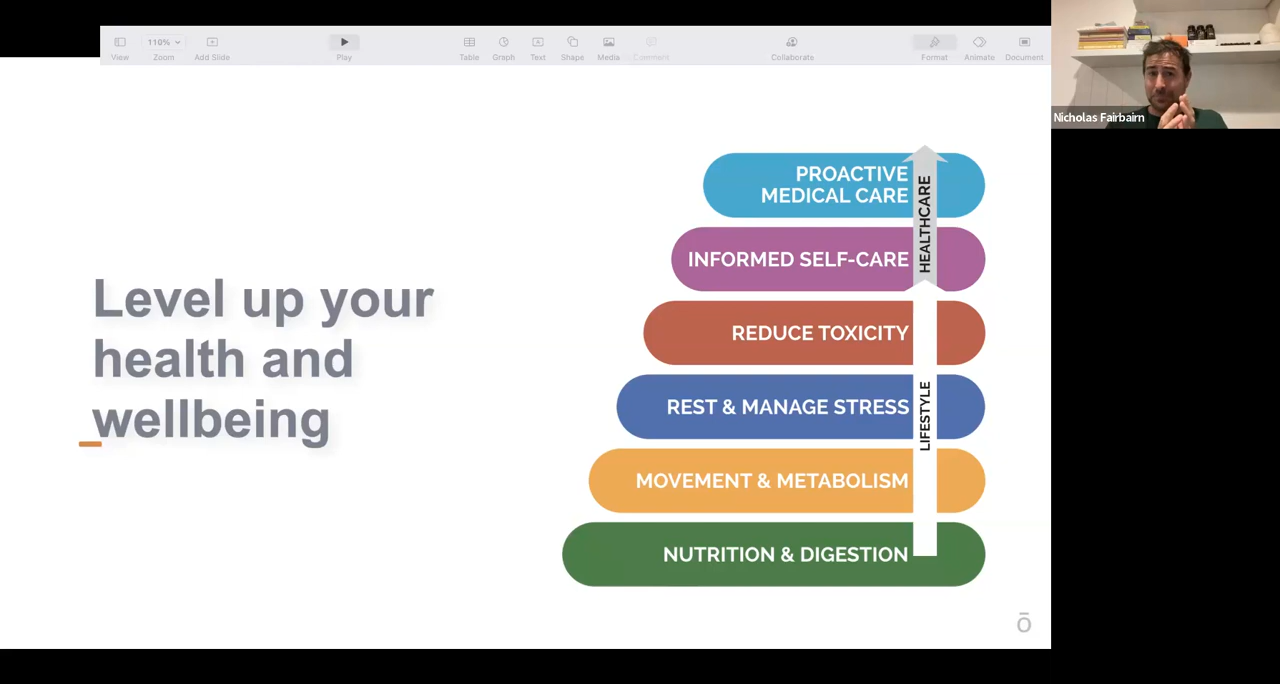 110%
View
Zoom
Add Slide
Play
Table
Graph
Text
Shape
Media
Comment
Collaborate
Format
Animate
Document
Nicholas Fairbairn
Level up your
health and
wellbeing
PROACTIVE
MEDICAL CARE
INFORMED SELF-CARE
REDUCE TOXICITY
REST & MANAGE STRESS
MOVEMENT & METABOLISM
NUTRITION & DIGESTION
HEALTHCARE
LIFESTYLE
ō